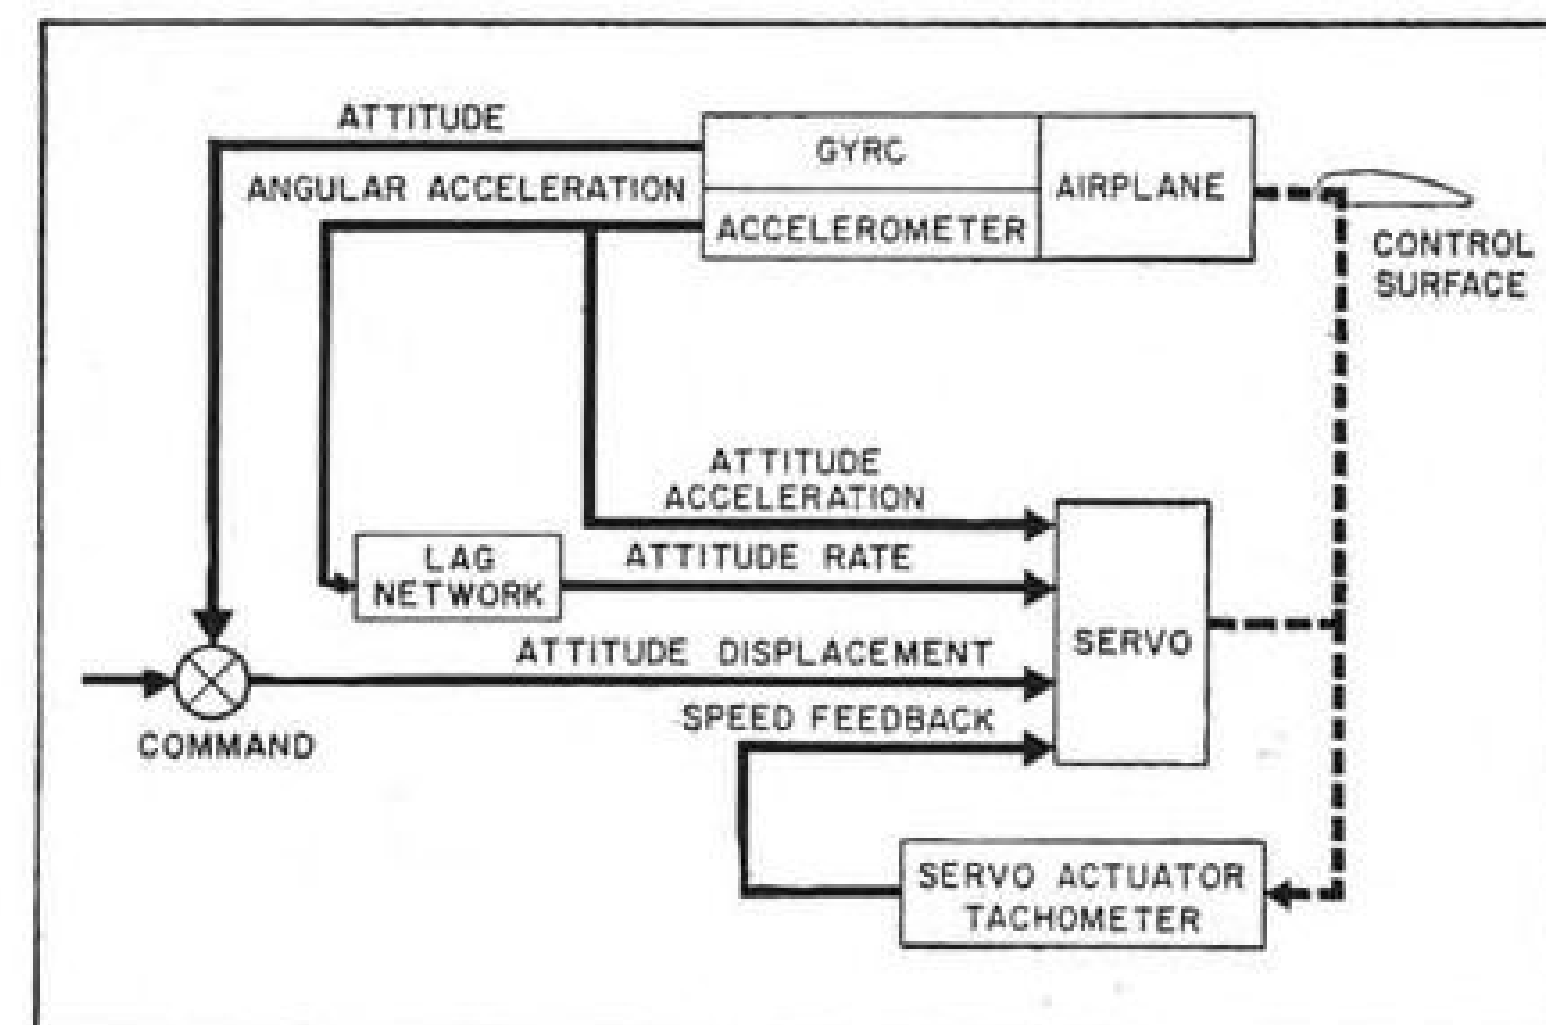 ATTITUDE
GYRC
ANGULAR ACCELERATION
AIRPLANE
ACCELEROMETER
CONTROL
SURFACE
ATTITUDE
ACCELERATION
LAG
NETWORK
ATTITUDE RATE
SERVO
ATTITUDE DISPLACEMENT
SPEED FEEDBACK
COMMAND
SERVO ACTUATOR
TACHOMETER